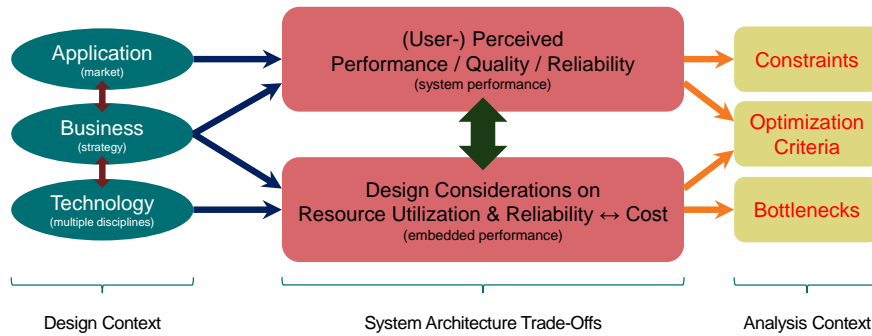 Application
(market)
Business
(strategy)
Technology
(multiple disciplines)
(User-) Perceived
Performance / Quality / Reliability
(system performance)
Design Considerations on
Resource Utilization & Reliability ↔ Cost
(embedded performance)
Constraints
Optimization
Criteria
Bottlenecks
Design Context
System Architecture Trade-Offs
Analysis Context